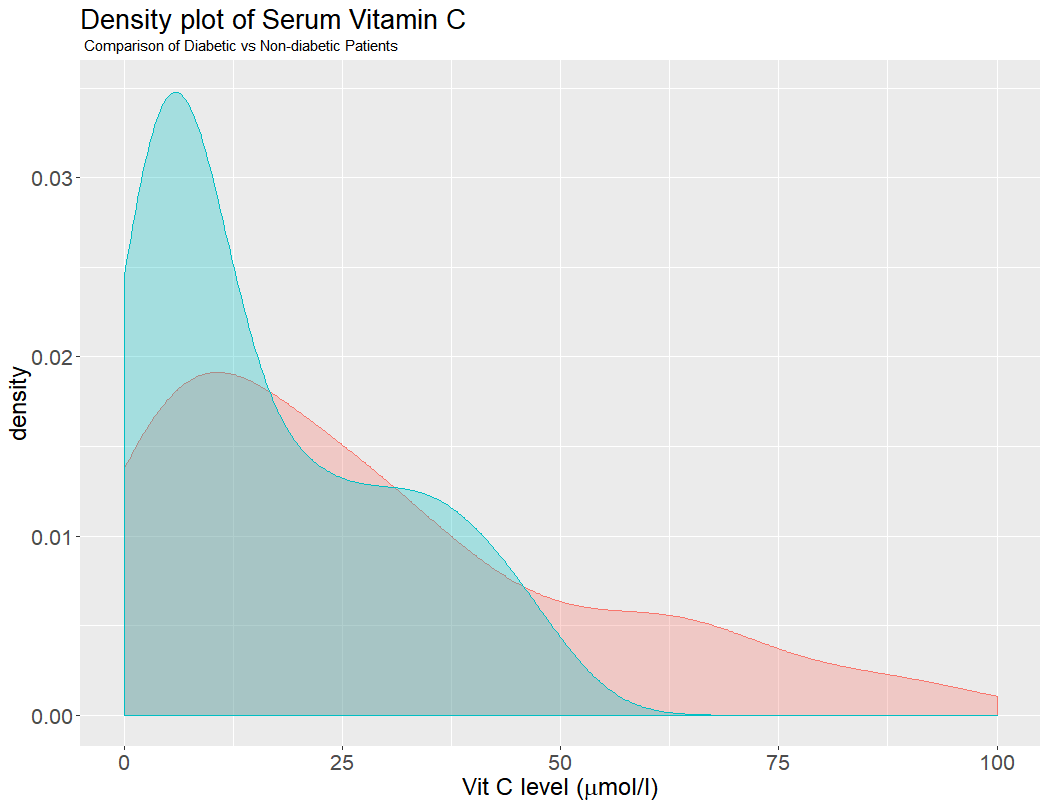 Density plot of Serum Vitamin C
Comparison of Diabetic vs Non-diabetic Patients
density
0.03
0.02
0.01
0.00
0 25 50 75 100
Vit C level (μmol/l)